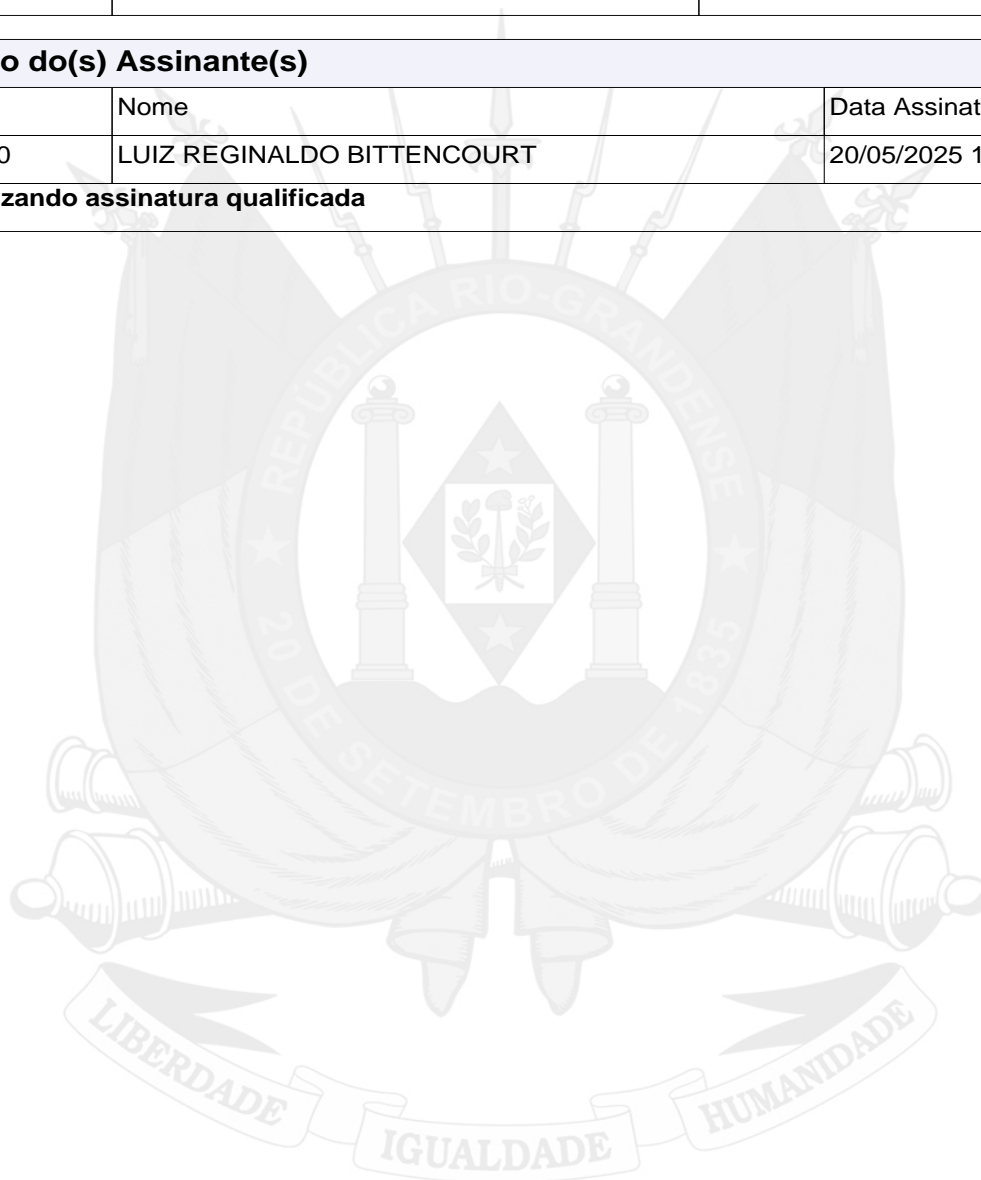 o do(s) Assinante(s)
Nome Data Assinat
0 LUIZ REGINALDO BITTENCOURT 20/05/2025 1
zando assinatura qualificada
REPÚBLICA RIO-GRANDENSE
20 DE SETEMBRO DE 1835
LIBERDADE IGUALDADE HUMANIDADE